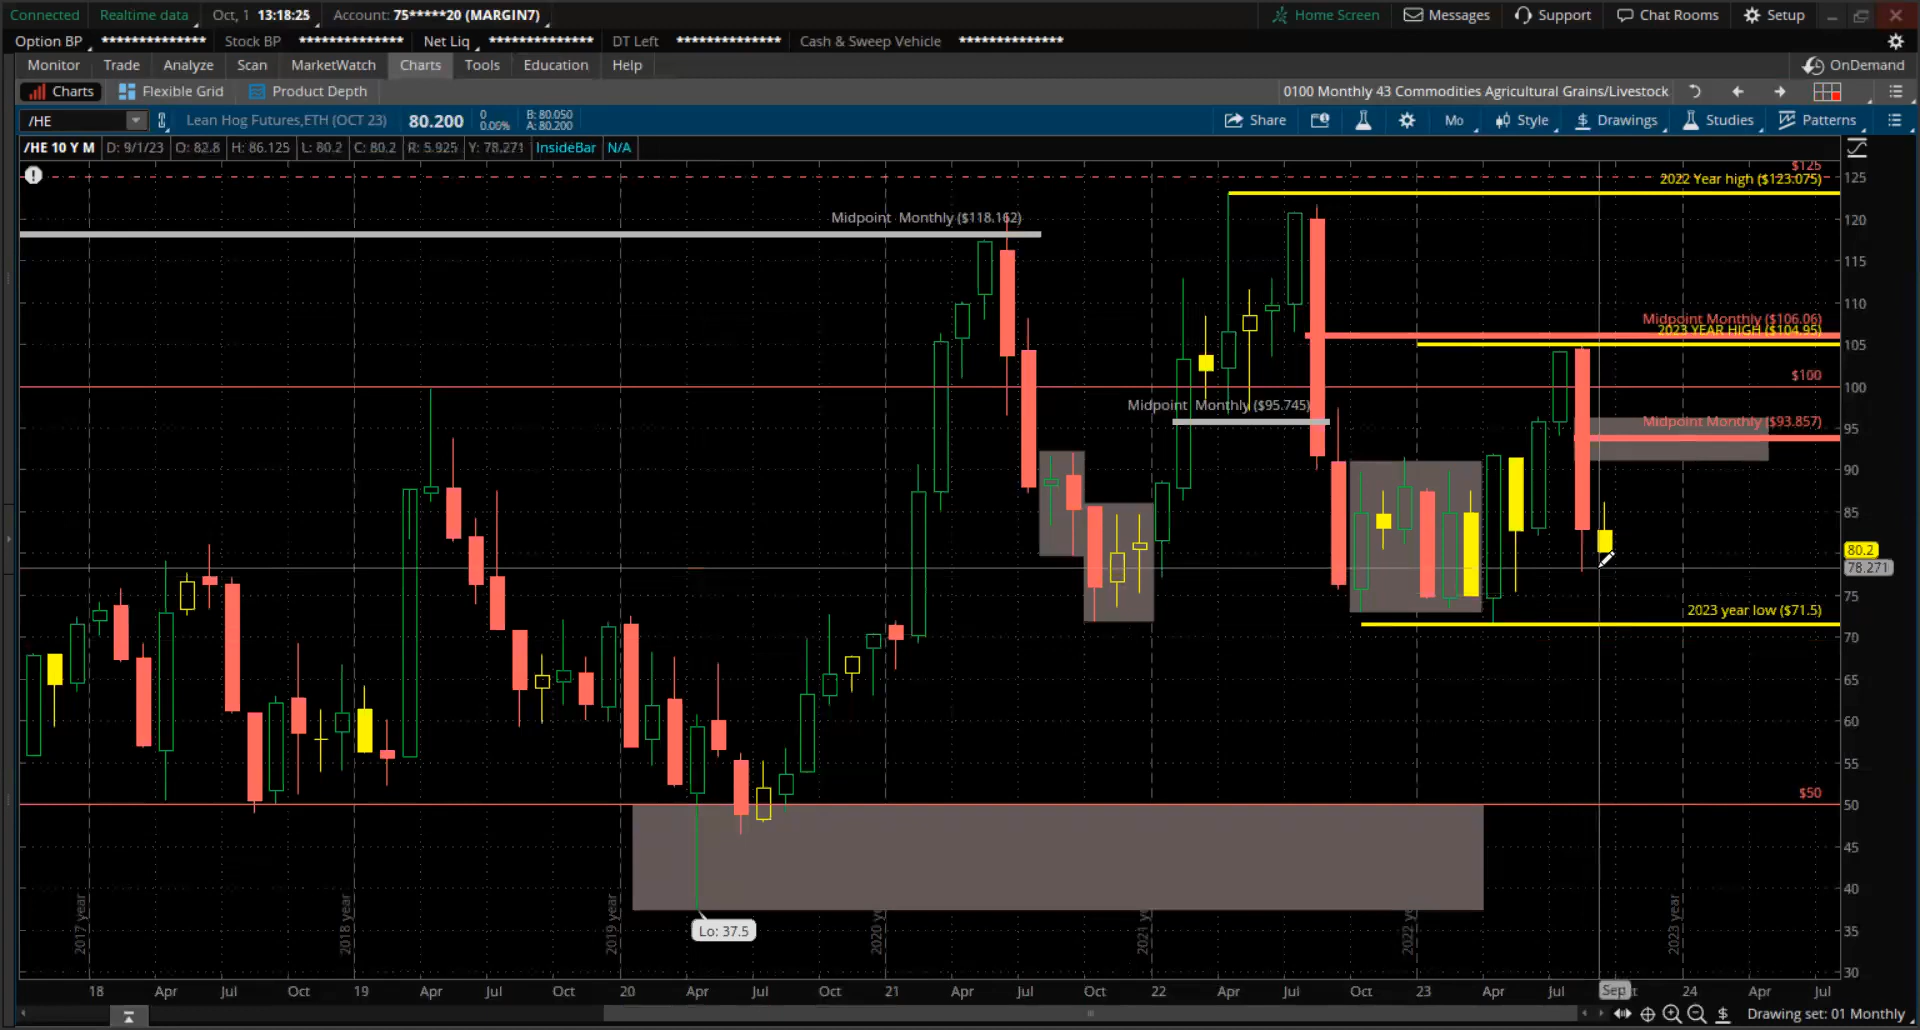 Connected Realtime data Oct, 1 13:18:25 Account: 75*****20 (MARGIN7) Home Screen Messages Support Chat Rooms Setup
Option BP ************** Stock BP ************** Net Liq ************** DT Left ************** Cash & Sweep Vehicle **************
Monitor Trade Analyze Scan MarketWatch Charts Tools Education Help OnDemand
Charts Flexible Grid Product Depth 0100 Monthly 43 Commodities Agricultural Grains/Livestock
/HE Lean Hog Futures,ETH (OCT 23) 80.200 0 0.00% B: 80.050 A: 80.200 Share Mo Style Drawings Studies Patterns
/HE 10 Y M D: 9/1/23 O: 82.8 H: 86.125 L: 80.2 C: 80.2 R: 5.925 Y: 78.271 InsideBar N/A
$125
2022 Year high ($123.075)
Midpoint Monthly ($118.162)
Midpoint Monthly ($106.06)
2023 YEAR HIGH ($104.95)
$100
Midpoint Monthly ($95.745)
Midpoint Monthly ($93.857)
2023 year low ($71.5)
$50
Lo: 37.5
125
120
115
110
105
100
95
90
85
80.2
78.271
75
70
65
60
55
50
45
40
35
30
2017 year 2018 year 2019 year 2020 y 2021 y 2022 year 2023 year
18 Apr Jul Oct 19 Apr Jul Oct 20 Apr Jul Oct 21 Apr Jul Oct 22 Apr Jul Oct 23 Apr Jul Sep 24 Apr Jul
Drawing set: 01 Monthly